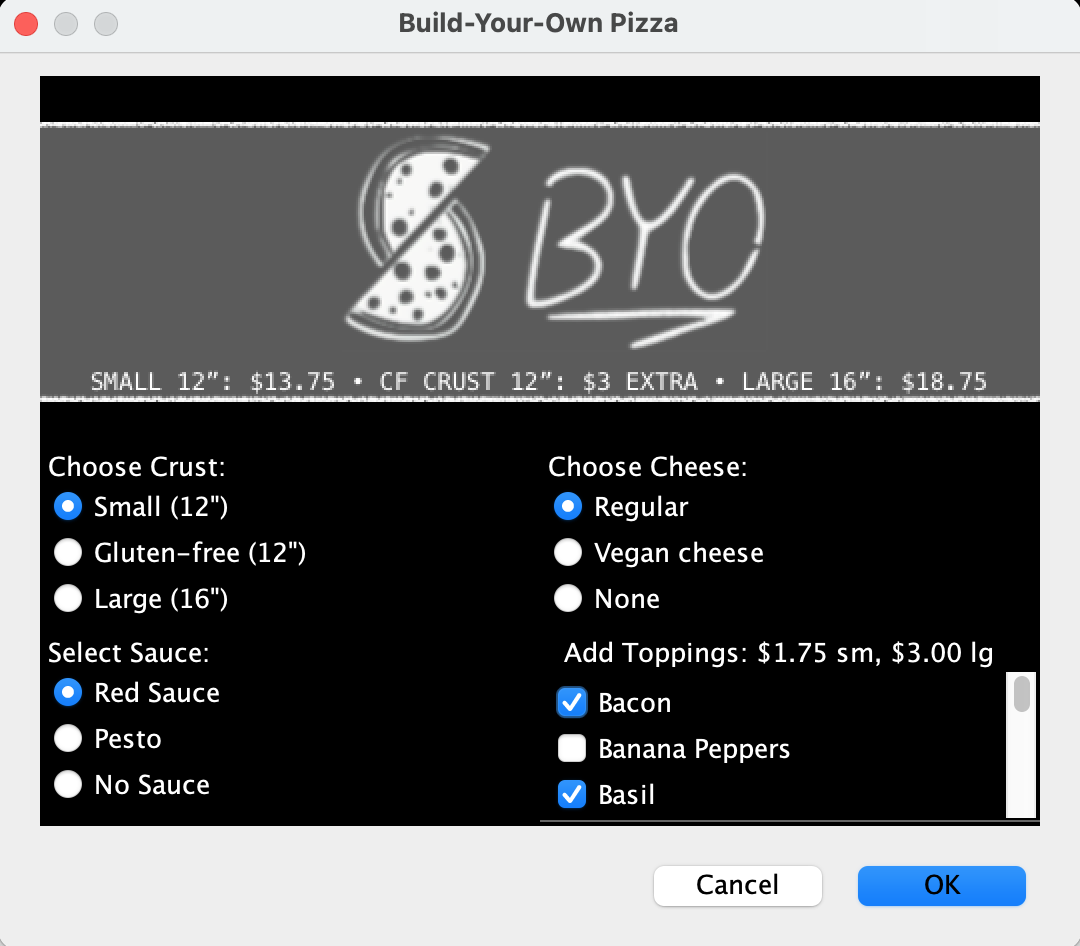 Build-Your-Own Pizza
BYO
SMALL 12”: $13.75 • CF CRUST 12”: $3 EXTRA • LARGE 16”: $18.75
Choose Crust:
Small (12")
Gluten-free (12")
Large (16")
Choose Cheese:
Regular
Vegan cheese
None
Select Sauce:
Red Sauce
Pesto
No Sauce
Add Toppings: $1.75 sm, $3.00 lg
Bacon
Banana Peppers
Basil
Cancel
OK